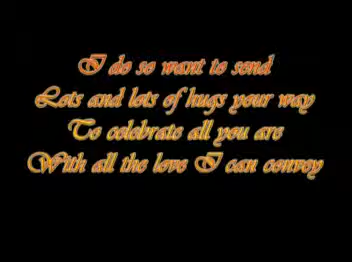 I do so want to send
Lots and lots of hugs your way
To celebrate all you are
With all the love I can convey